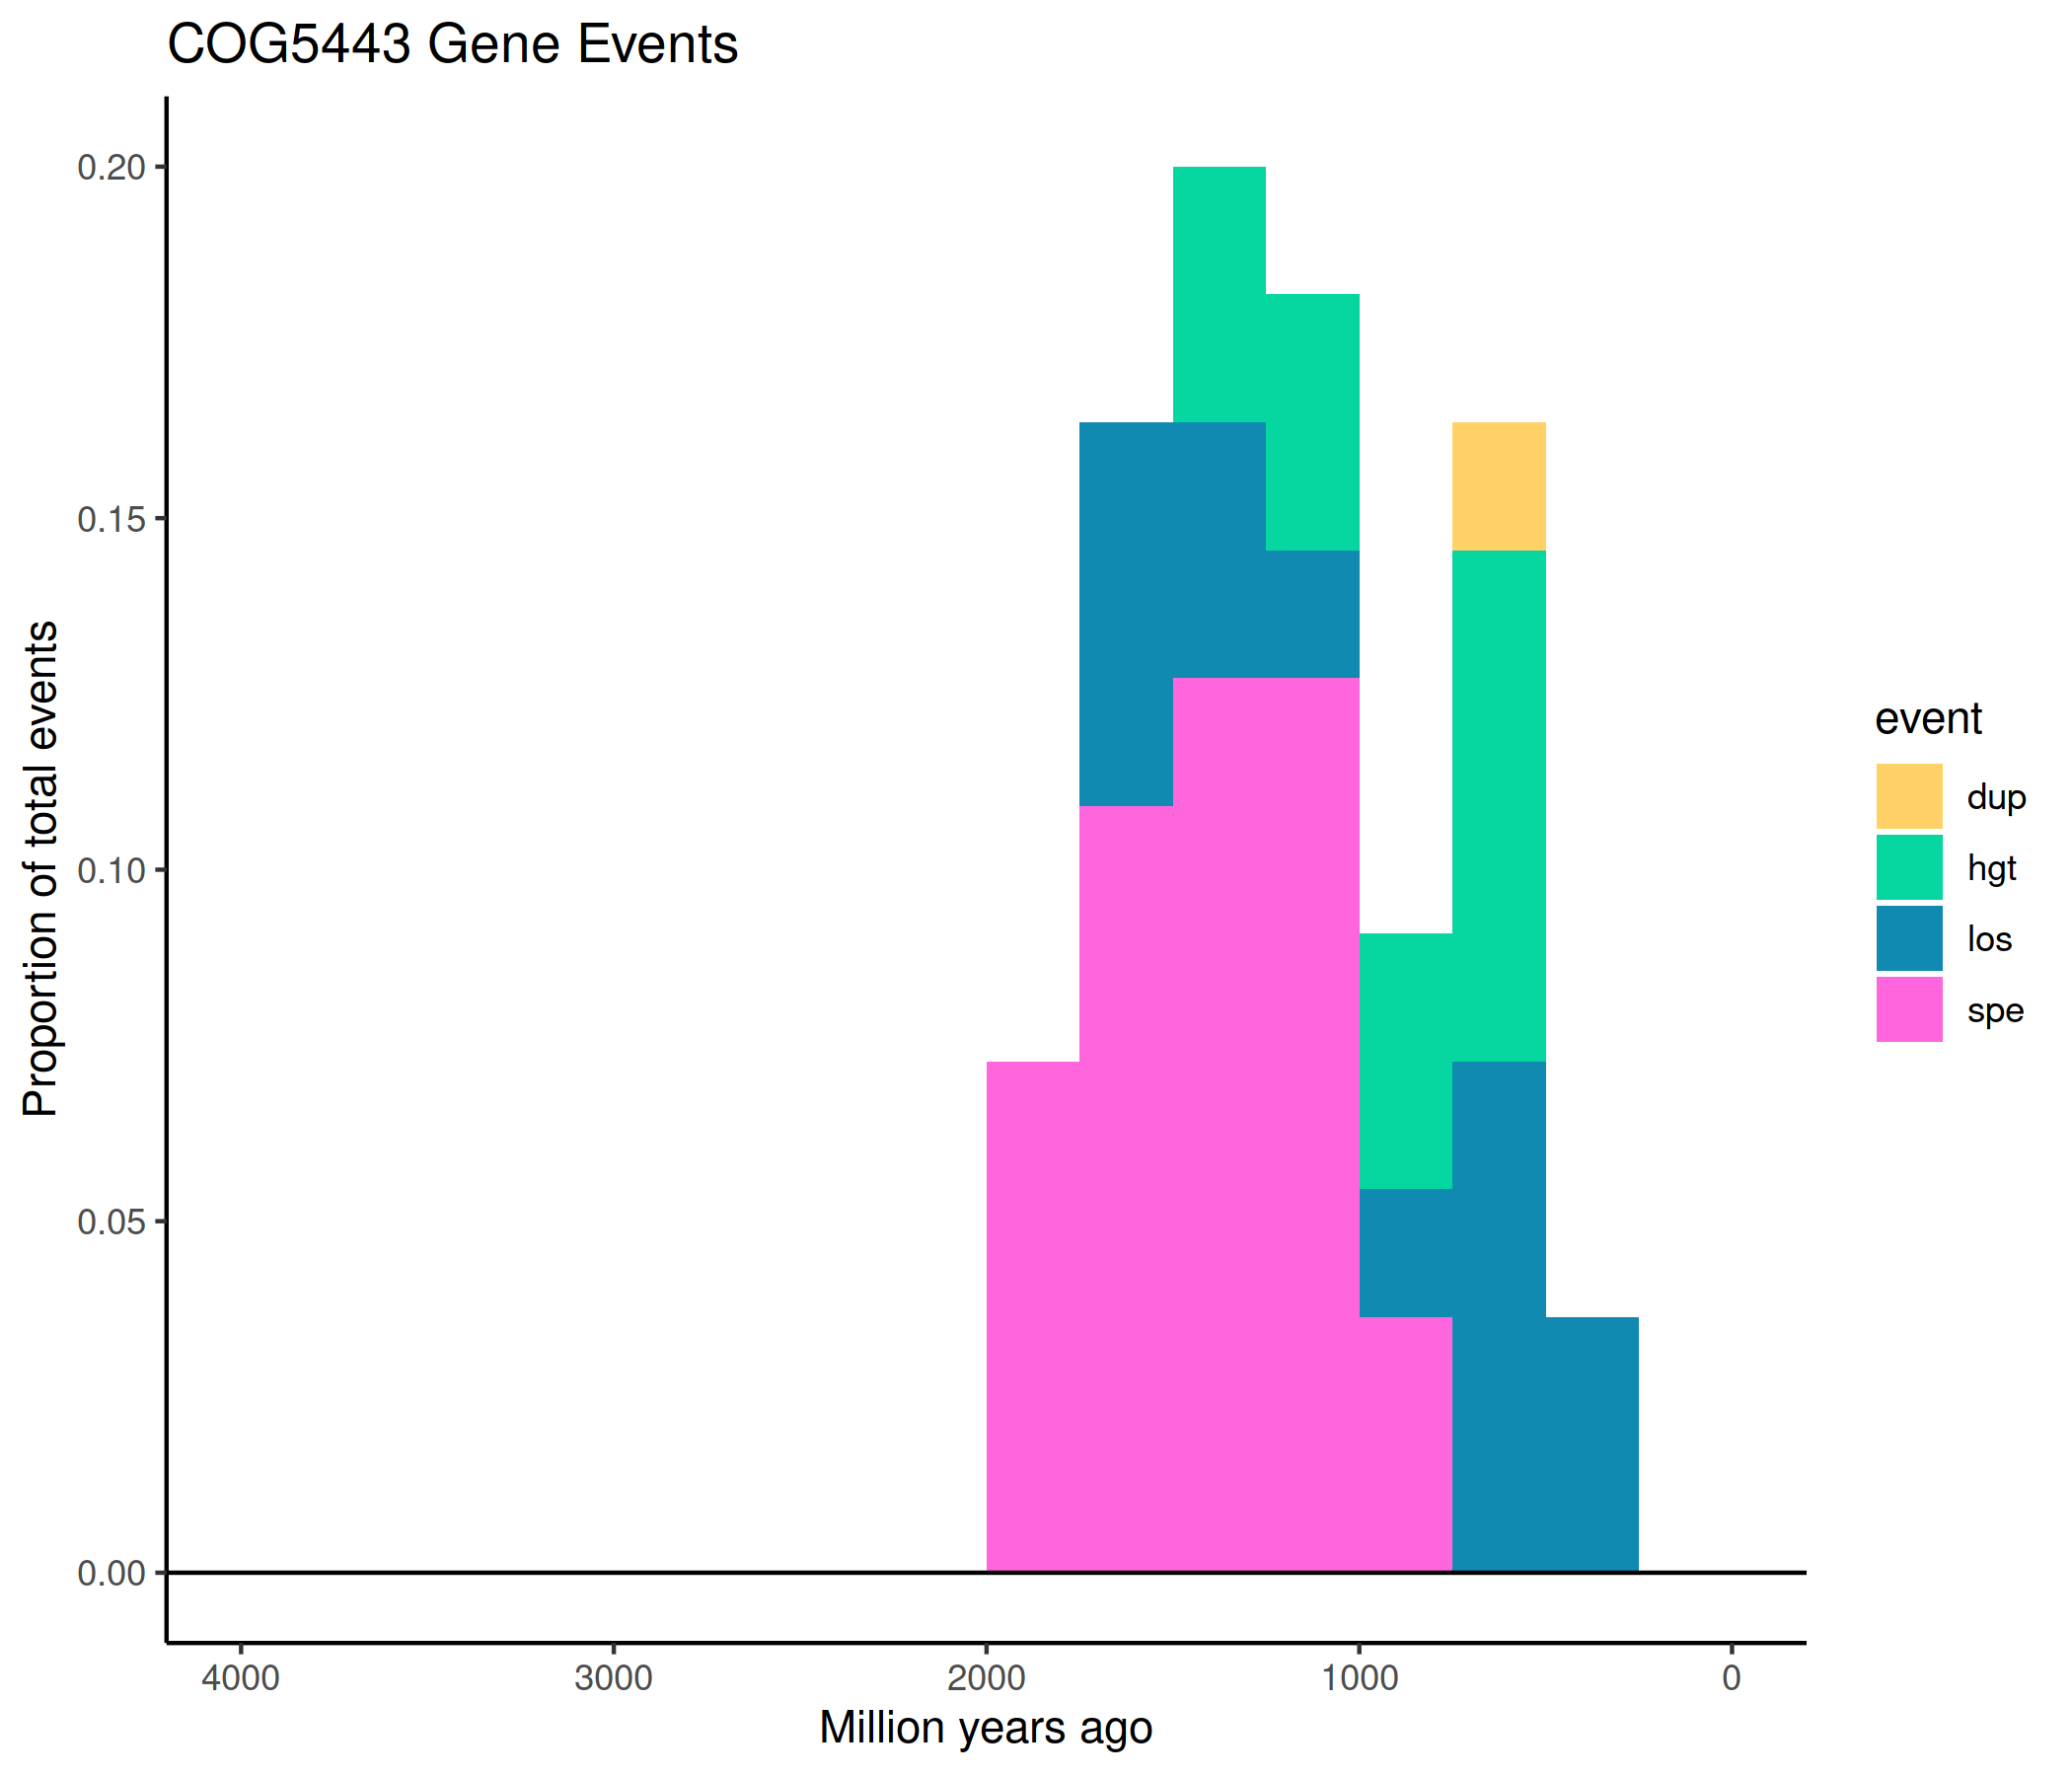 COG5443 Gene Events
Proportion of total events
0.20
0.15
0.10
0.05
0.00
4000 3000 2000 1000 0
Million years ago
event
dup
hgt
los
spe